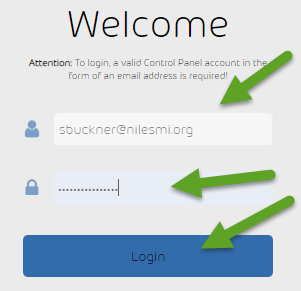 Welcome
Attention: To login, a valid Control Panel account in the
form of an email address is required!
sbuckner@nilesmi.org
Login